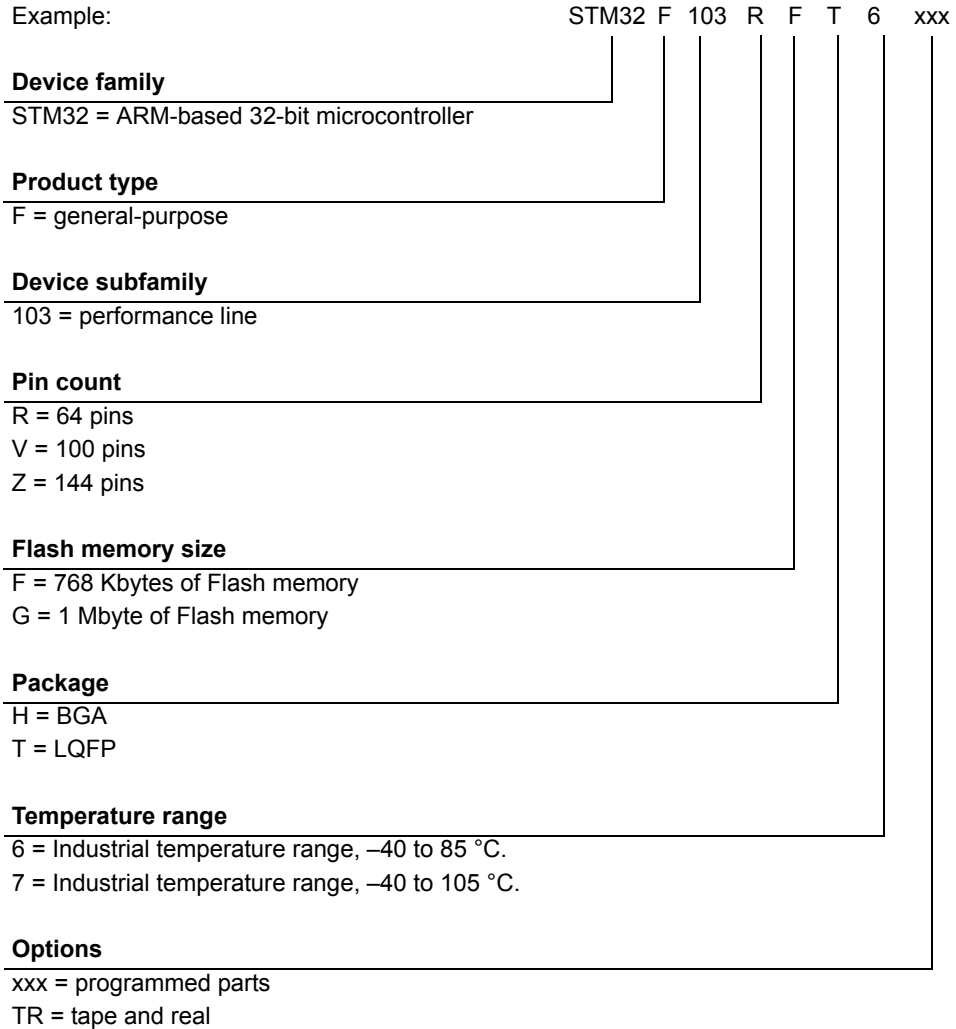 Example: STM32 F 103 R F T 6 xxx
Device family
STM32 = ARM-based 32-bit microcontroller
Product type
F = general-purpose
Device subfamily
103 = performance line
Pin count
R = 64 pins
V = 100 pins
Z = 144 pins
Flash memory size
F = 768 Kbytes of Flash memory
G = 1 Mbyte of Flash memory
Package
H = BGA
T = LQFP
Temperature range
6 = Industrial temperature range, –40 to 85 °C.
7 = Industrial temperature range, –40 to 105 °C.
Options
xxx = programmed parts
TR = tape and real